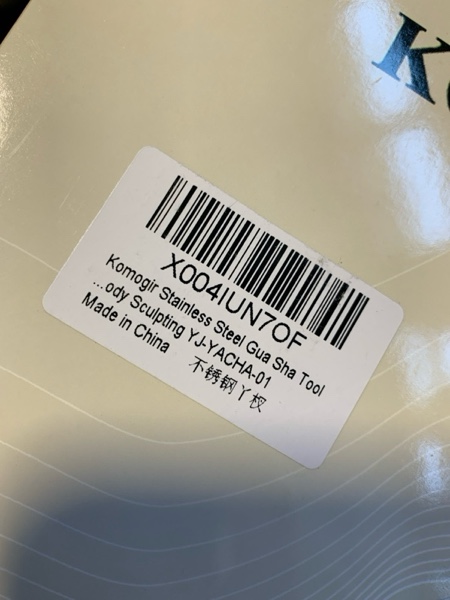 Ko
X004IUN7OF
Komogir Stainless Steel Gua Sha Tool
...ody Sculpting YJ-YACHA-01
Made in China 不锈钢丫杈